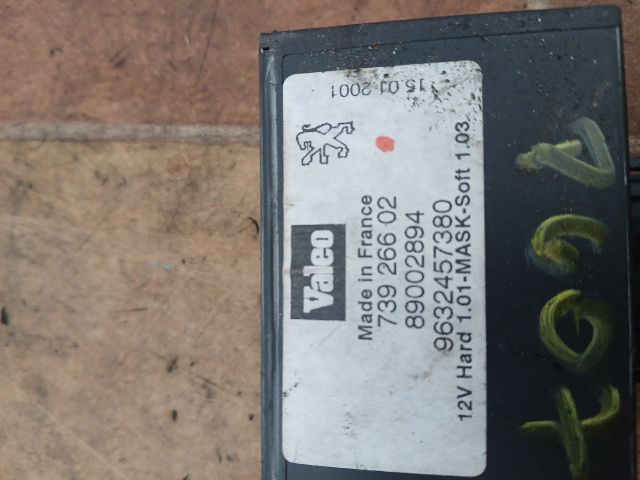 Valeo
15.01.2001
Made in France
739 266 02
89002894
9632457380
12V Hard 1.01-MASK-Soft 1.03